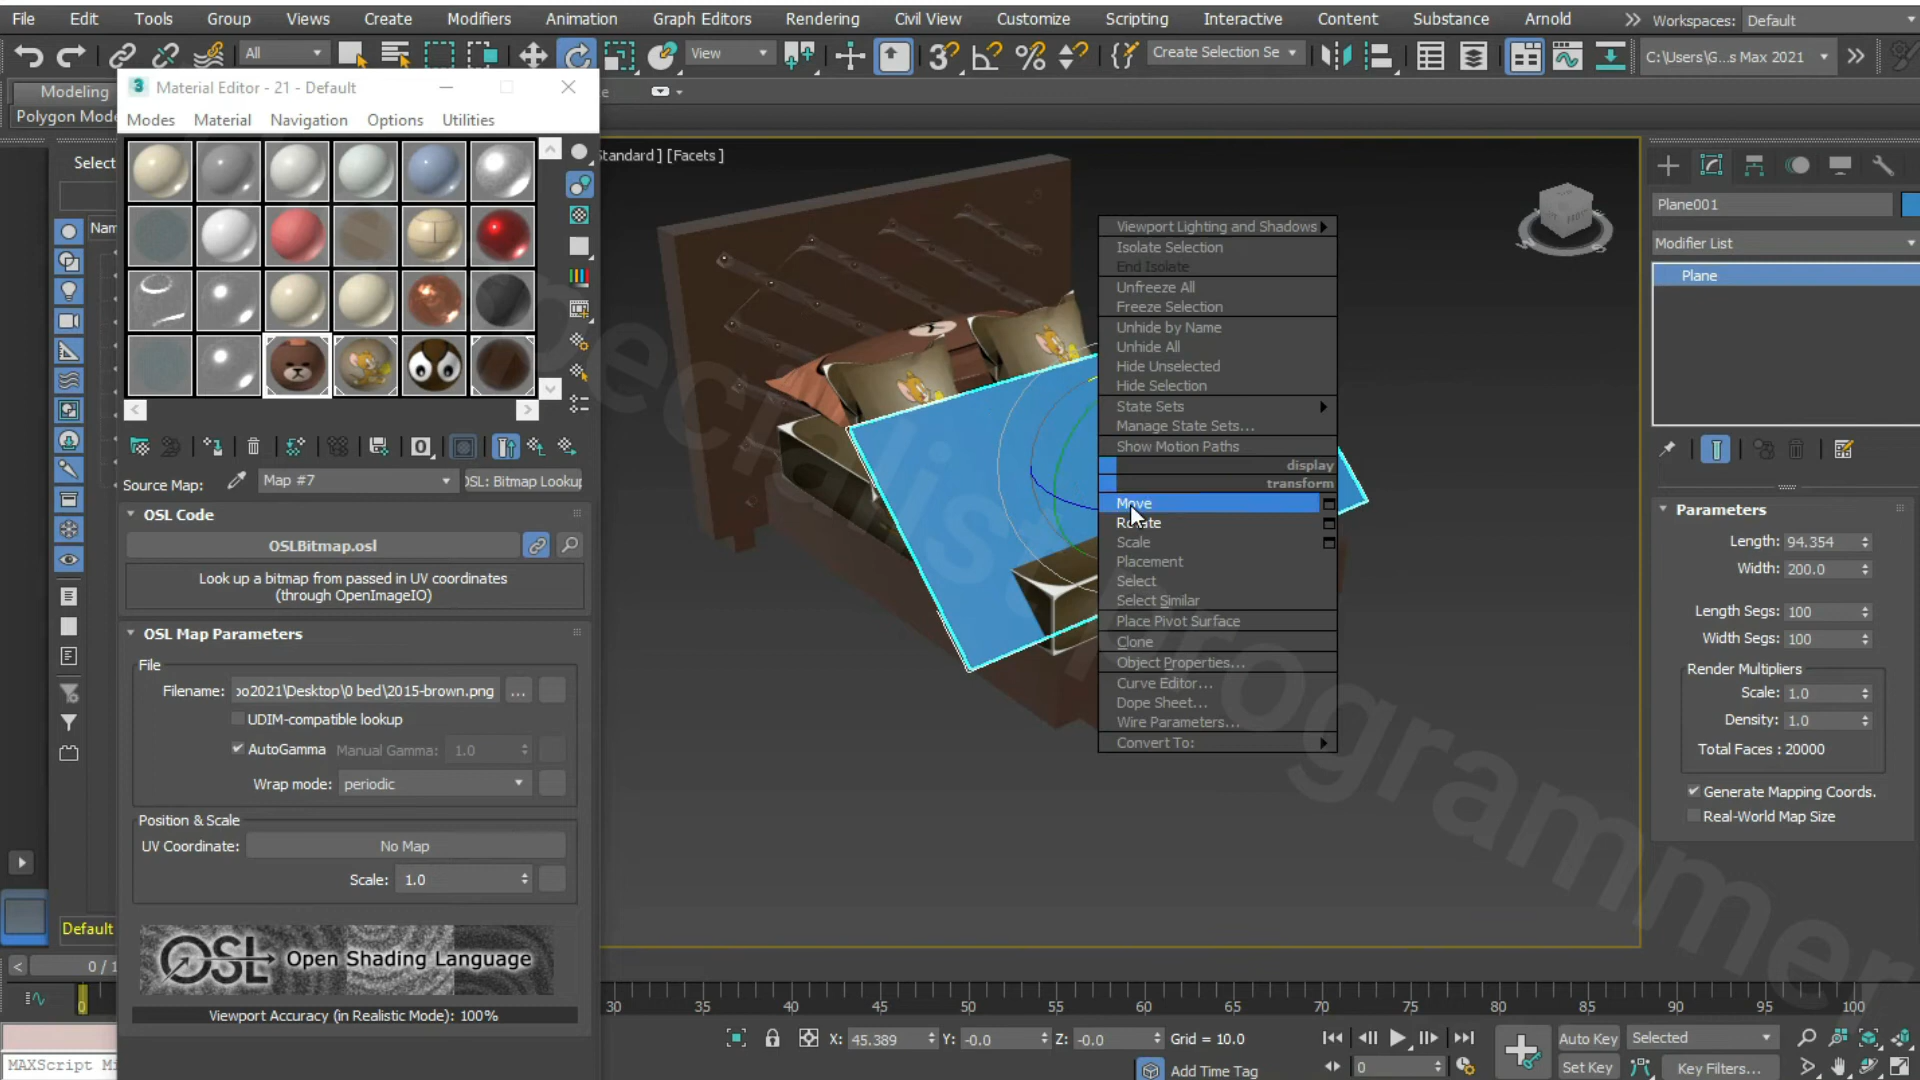 File Edit Tools Group Views Create Modifiers Animation Graph Editors Rendering Civil View Customize Scripting Interactive Content Substance Arnold Workspaces: Default
All View Create Selection Se C:\Users\G...s Max 2021
Material Editor - 21 - Default
Modeling
Polygon Mode
Modes Material Navigation Options Utilities
Standard ] [Facets ]
Select
Plane001
Modifier List
Plane
Viewport Lighting and Shadows
Isolate Selection
End Isolate
Unfreeze All
Freeze Selection
Unhide by Name
Unhide All
Hide Unselected
Hide Selection
State Sets
Manage State Sets...
Show Motion Paths
display
transform
Move
Rotate
Scale
Placement
Select
Select Similar
Place Pivot Surface
Clone
Object Properties...
Curve Editor...
Dope Sheet...
Wire Parameters...
Convert To:
Source Map: Map #7 OSL: Bitmap Lookup
OSL Code
OSLBitmap.osl
Look up a bitmap from passed in UV coordinates
(through OpenImageIO)
OSL Map Parameters
File
Filename: po2021\Desktop\0 bed\2015-brown.png ...
UDIM-compatible lookup
AutoGamma Manual Gamma: 1.0
Wrap mode: periodic
Position & Scale
UV Coordinate: No Map
Scale: 1.0
OSL Open Shading Language
Viewport Accuracy (in Realistic Mode): 100%
Parameters
Length: 94.354
Width: 200.0
Length Segs: 100
Width Segs: 100
Render Multipliers
Scale: 1.0
Density: 1.0
Total Faces : 20000
Generate Mapping Coords.
Real-World Map Size
Default
0 / 1
0 30 35 40 45 50 55 60 65 70 75 80 85 90 95 100
X: 45.389 Y: -0.0 Z: -0.0 Grid = 10.0
Auto Key Selected
Add Time Tag 0 Set Key Key Filters...
MAXScript Mi
specialist programmer